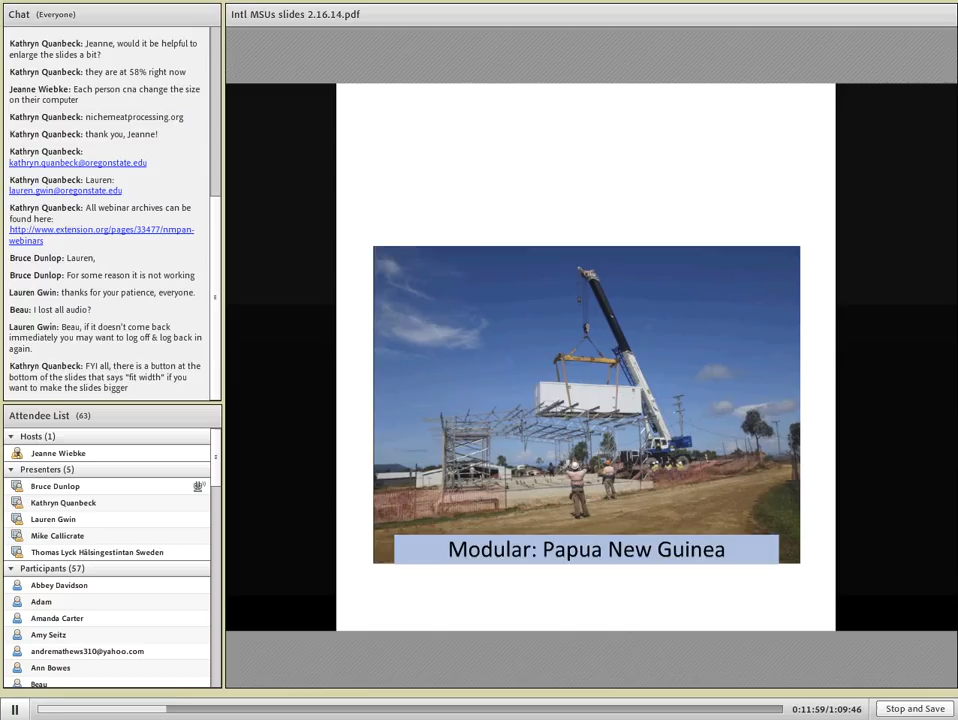 Chat (Everyone)
Kathryn Quanbeck: Jeanne, would it be helpful to
enlarge the slides a bit?
Kathryn Quanbeck: they are at 58% right now
Jeanne Wiebke: Each person cna change the size
on their computer
Kathryn Quanbeck: nichemeatprocessing.org
Kathryn Quanbeck: thank you, Jeanne!
Kathryn Quanbeck:
kathryn.quanbeck@oregonstate.edu
Kathryn Quanbeck: Lauren:
lauren.gwin@oregonstate.edu
Kathryn Quanbeck: All webinar archives can be
found here:
http://www.extension.org/pages/33477/nmpan-
webinars
Bruce Dunlop: Lauren,
Bruce Dunlop: For some reason it is not working
Lauren Gwin: thanks for your patience, everyone.
Beau: I lost all audio?
Lauren Gwin: Beau, if it doesn't come back
immediately you may want to log off & log back in
again.
Kathryn Quanbeck: FYI all, there is a button at the
bottom of the slides that says "fit width" if you
want to make the slides bigger
Attendee List (63)
Hosts (1)
Jeanne Wiebke
Presenters (5)
Bruce Dunlop
Kathryn Quanbeck
Lauren Gwin
Mike Callicrate
Thomas Lyck Hälsingestintan Sweden
Participants (57)
Abbey Davidson
Adam
Amanda Carter
Amy Seitz
andremathews310@yahoo.com
Ann Bowes
Beau
Intl MSUs slides 2.16.14.pdf
Modular: Papua New Guinea
0:11:59/1:09:46
Stop and Save